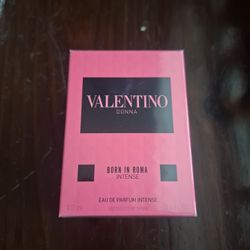 VALENTINO
DONNA
BORN IN ROMA
INTENSE
EAU DE PARFUM INTENSE